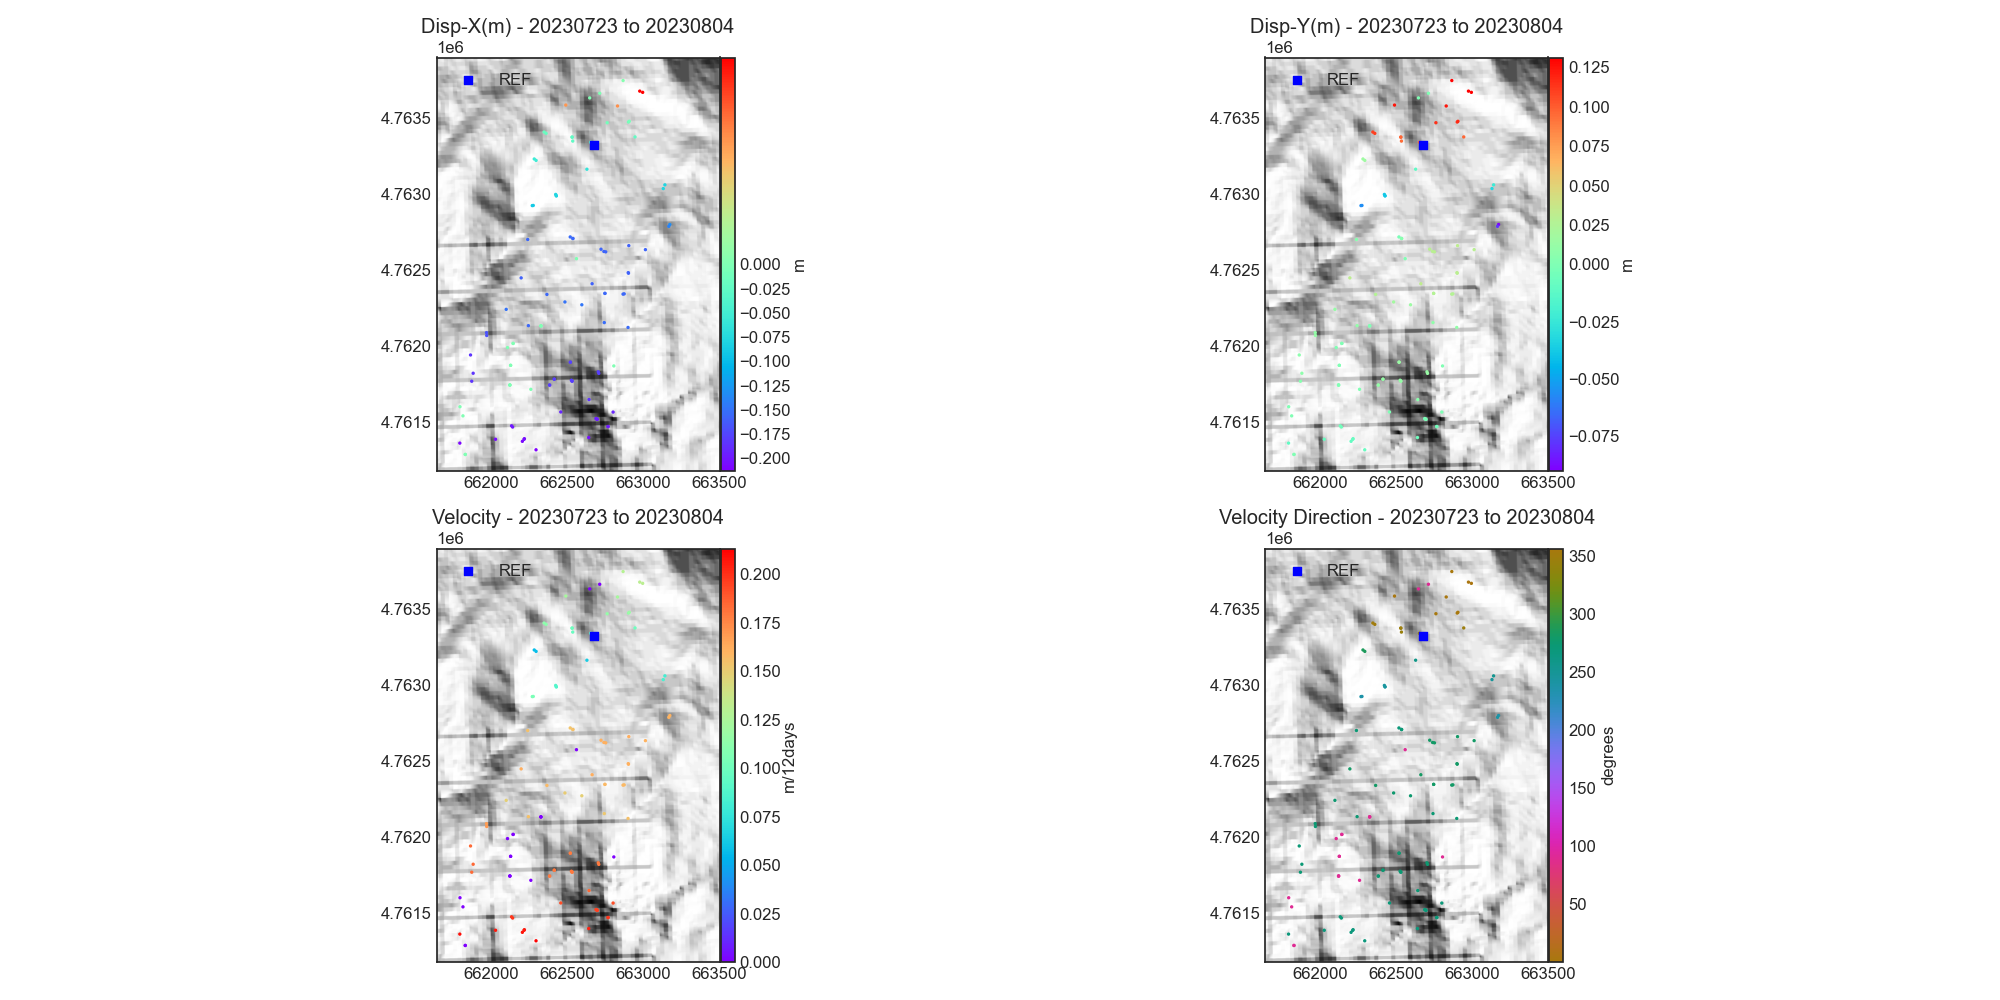 Disp-X(m) - 20230723 to 20230804
1e6
REF
4.7635
4.7630
4.7625
4.7620
4.7615
662000 662500 663000 663500
0.000
−0.025
−0.050
−0.075
−0.100
−0.125
−0.150
−0.175
−0.200
m
Disp-Y(m) - 20230723 to 20230804
1e6
REF
4.7635
4.7630
4.7625
4.7620
4.7615
662000 662500 663000 663500
0.125
0.100
0.075
0.050
0.025
0.000
−0.025
−0.050
−0.075
m
Velocity - 20230723 to 20230804
1e6
REF
4.7635
4.7630
4.7625
4.7620
4.7615
662000 662500 663000 663500
0.200
0.175
0.150
0.125
0.100
0.075
0.050
0.025
0.000
m/12days
Velocity Direction - 20230723 to 20230804
1e6
REF
4.7635
4.7630
4.7625
4.7620
4.7615
662000 662500 663000 663500
350
300
250
200
150
100
50
degrees